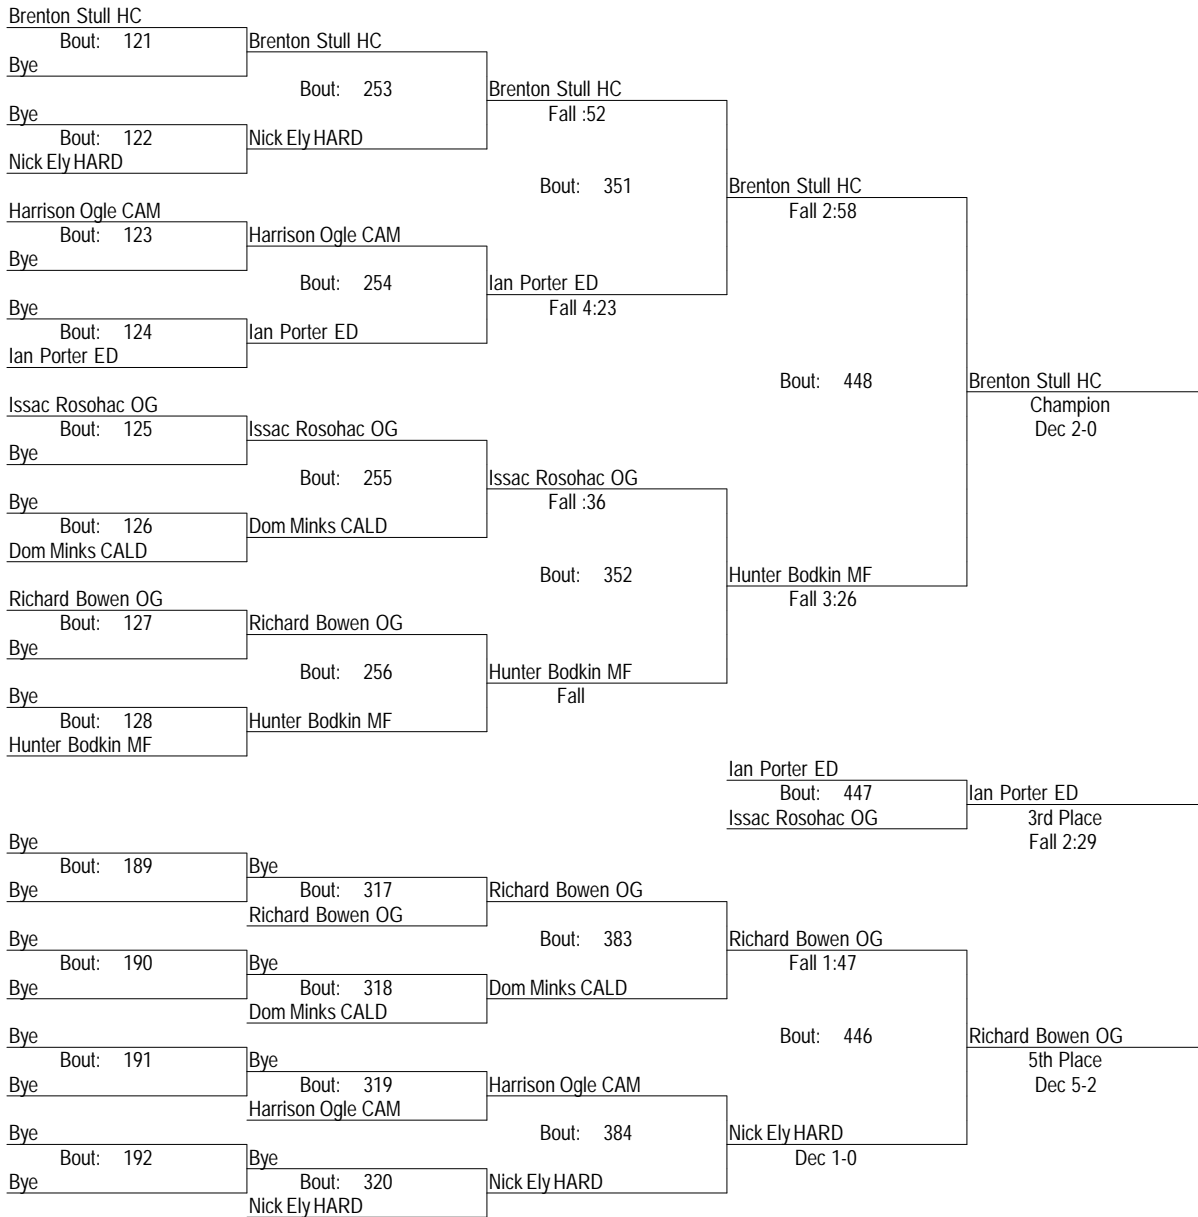 Brenton Stull HC
Bout: 121
Bye
Brenton Stull HC
Bout: 253
Bye
Bout: 122
Nick Ely HARD
Nick Ely HARD
Brenton Stull HC
Fall :52
Bout: 351
Harrison Ogle CAM
Bout: 123
Bye
Harrison Ogle CAM
Bout: 254
Bye
Bout: 124
Ian Porter ED
Ian Porter ED
Ian Porter ED
Fall 4:23
Brenton Stull HC
Fall 2:58
Bout: 448
Issac Rosohac OG
Bout: 125
Bye
Issac Rosohac OG
Bout: 255
Bye
Bout: 126
Dom Minks CALD
Dom Minks CALD
Issac Rosohac OG
Fall :36
Bout: 352
Richard Bowen OG
Bout: 127
Bye
Richard Bowen OG
Bout: 256
Bye
Bout: 128
Hunter Bodkin MF
Hunter Bodkin MF
Hunter Bodkin MF
Fall
Hunter Bodkin MF
Fall 3:26
Brenton Stull HC
Champion
Dec 2-0
Ian Porter ED
Bout: 447
Issac Rosohac OG
Ian Porter ED
3rd Place
Fall 2:29
Bye
Bout: 189
Bye
Bye
Bout: 317
Richard Bowen OG
Richard Bowen OG
Bout: 383
Bye
Bout: 190
Bye
Bye
Bout: 318
Dom Minks CALD
Dom Minks CALD
Richard Bowen OG
Fall 1:47
Bout: 446
Bye
Bout: 191
Bye
Bye
Bout: 319
Harrison Ogle CAM
Harrison Ogle CAM
Bout: 384
Bye
Bout: 192
Bye
Bye
Bout: 320
Nick Ely HARD
Nick Ely HARD
Nick Ely HARD
Dec 1-0
Richard Bowen OG
5th Place
Dec 5-2